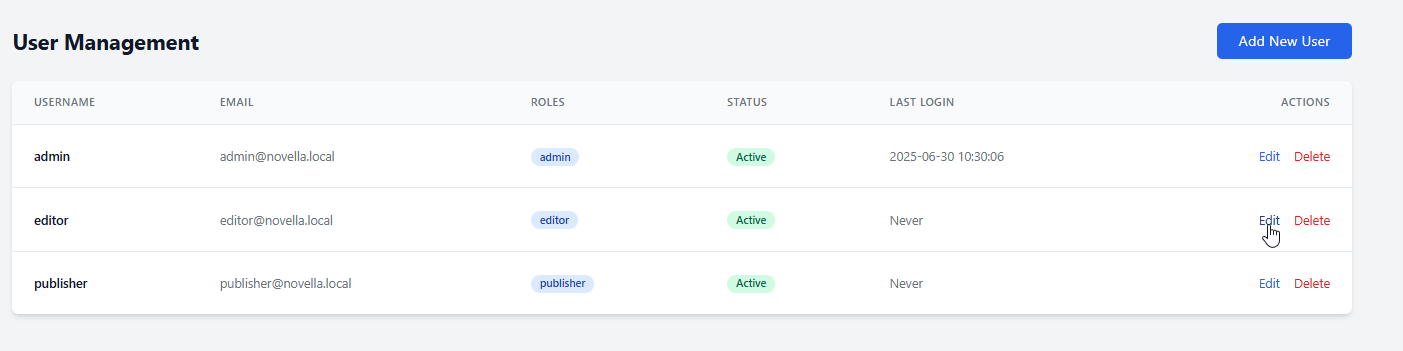 User Management
Add New User
USERNAME EMAIL ROLES STATUS LAST LOGIN ACTIONS
admin admin@novella.local admin Active 2025-06-30 10:30:06 Edit Delete
editor editor@novella.local editor Active Never Edit Delete
publisher publisher@novella.local publisher Active Never Edit Delete